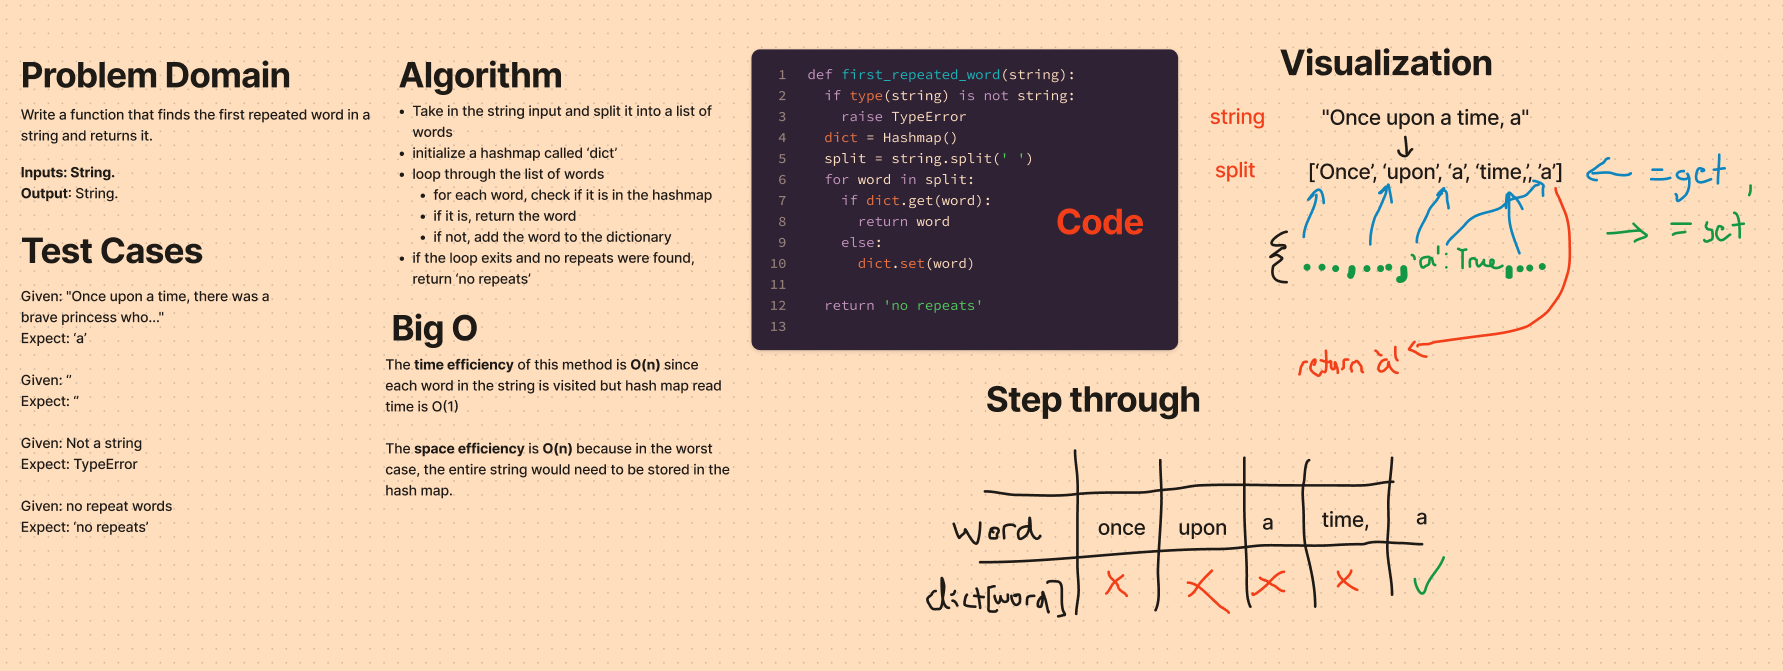 Problem Domain
Write a function that finds the first repeated word in a
string and returns it.
Inputs: String.
Output: String.
Test Cases
Given: "Once upon a time, there was a
brave princess who..."
Expect: ‘a’
Given: ‘’
Expect: ‘’
Given: Not a string
Expect: TypeError
Given: no repeat words
Expect: ‘no repeats’
Algorithm
• Take in the string input and split it into a list of
words
• initialize a hashmap called ‘dict’
• loop through the list of words
• for each word, check if it is in the hashmap
• if it is, return the word
• if not, add the word to the dictionary
• if the loop exits and no repeats were found,
return ‘no repeats’
Big O
The time efficiency of this method is O(n) since
each word in the string is visited but hash map read
time is O(1)
The space efficiency is O(n) because in the worst
case, the entire string would need to be stored in the
hash map.
1 def first_repeated_word(string):
2 if type(string) is not string:
3 raise TypeError
4 dict = Hashmap()
5 split = string.split(' ')
6 for word in split:
7 if dict.get(word):
8 return word
9 else:
10 dict.set(word)
11
12 return 'no repeats'
13
Code
Visualization
string "Once upon a time, a"
split [‘Once’, ‘upon’, ‘a’, ‘time,’, ‘a’]
= get
= set
{ ...,...,'a': True,...
return 'a'
Step through
word once upon a time, a
dict[word] x x x x ✓